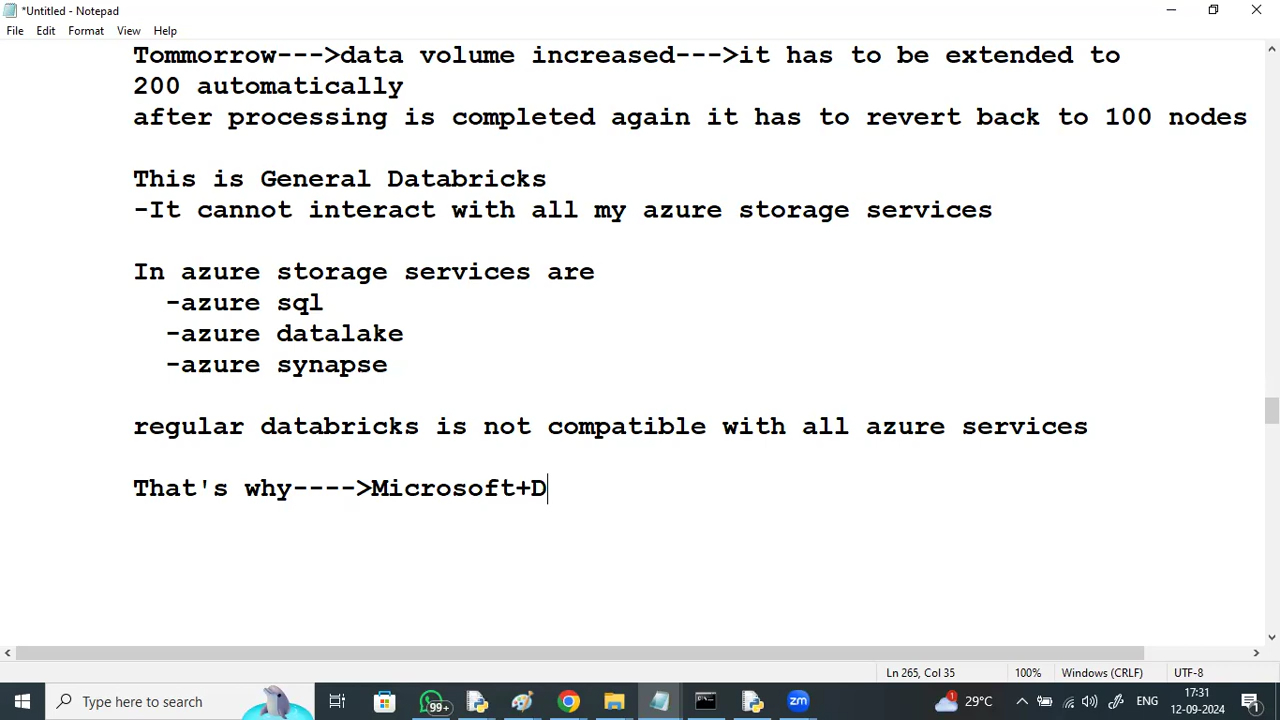 *Untitled - Notepad
File Edit Format View Help
Tommorrow--->data volume increased--->it has to be extended to
200 automatically
after processing is completed again it has to revert back to 100 nodes
This is General Databricks
-It cannot interact with all my azure storage services
In azure storage services are
-azure sql
-azure datalake
-azure synapse
regular databricks is not compatible with all azure services
That's why---->Microsoft+D
Ln 265, Col 35 100% Windows (CRLF) UTF-8
Type here to search 99+ zm 1 29°C ENG 17:31 12-09-2024 1